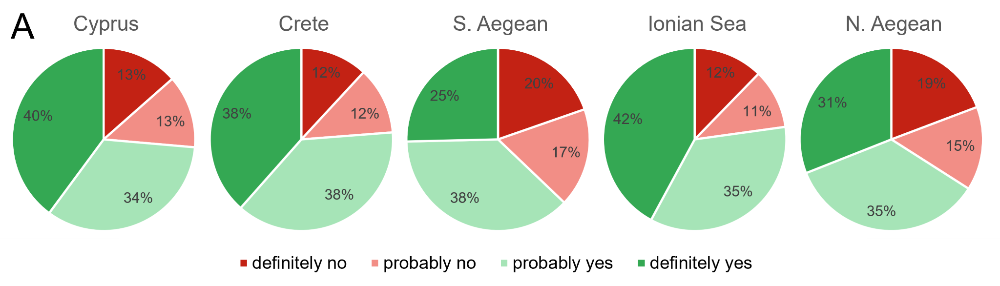 A
Cyprus
Crete
S. Aegean
Ionian Sea
N. Aegean
13%
13%
34%
40%
12%
12%
38%
38%
20%
17%
38%
25%
12%
11%
35%
42%
19%
15%
35%
31%
definitely no
probably no
probably yes
definitely yes